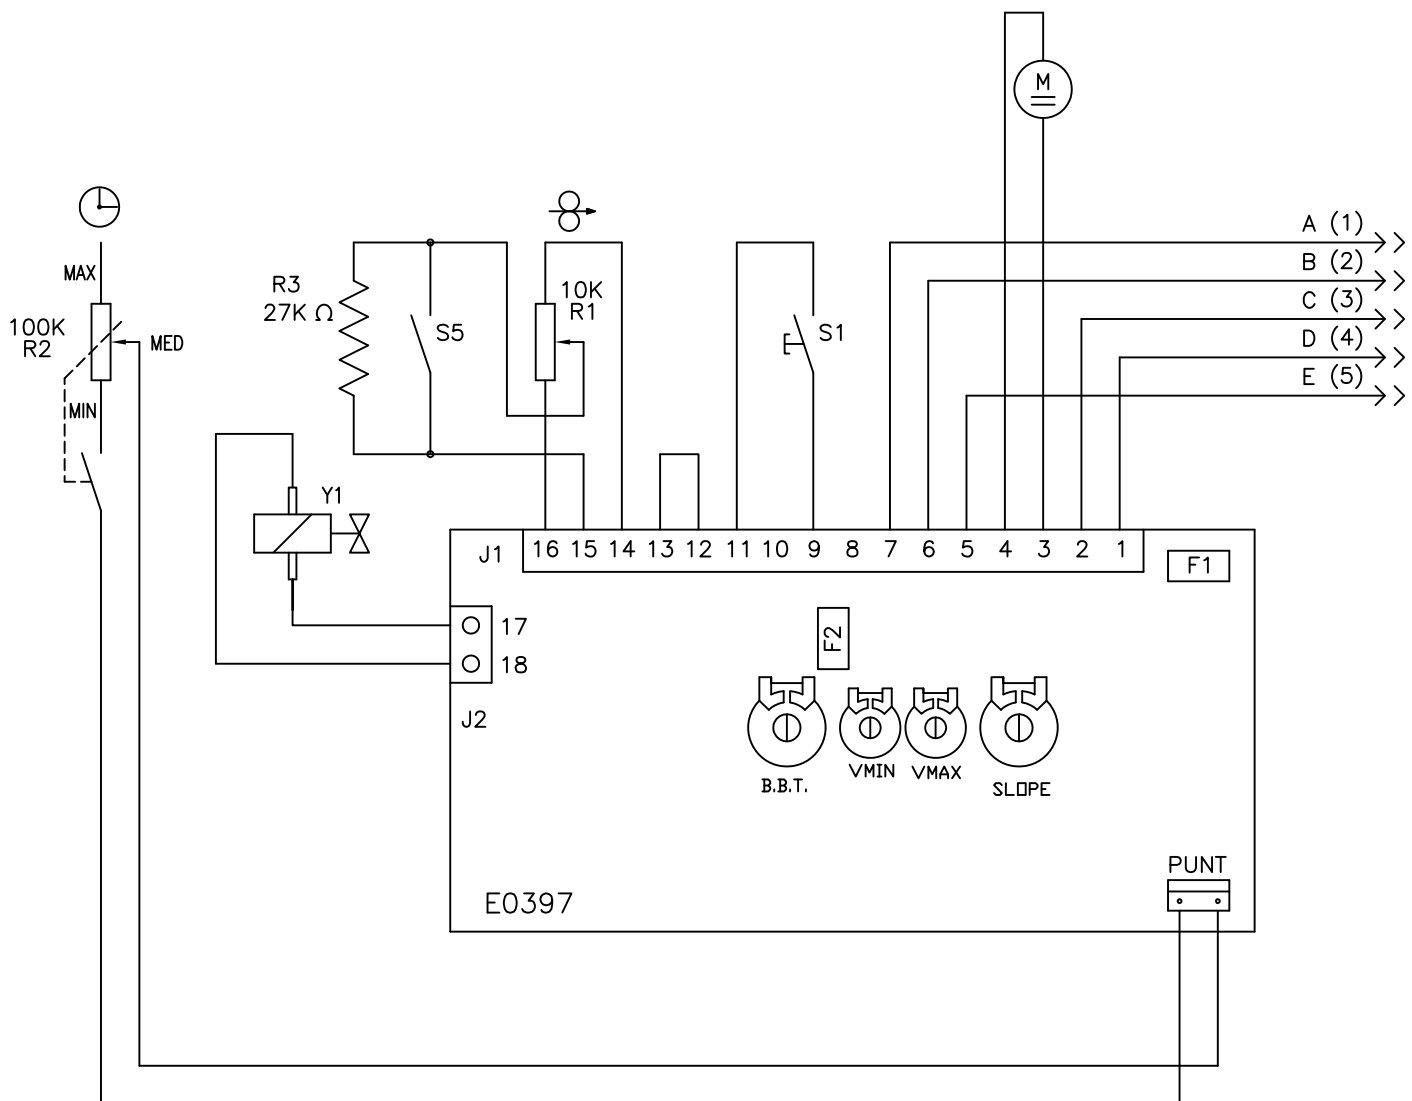 M
A (1)
B (2)
C (3)
D (4)
E (5)
MAX
100K
R2
MED
MIN
R3
27K Ω
S5
10K
R1
S1
Y1
J1
16 15 14 13 12 11 10 9 8 7 6 5 4 3 2 1
F1
17
18
J2
F2
B.B.T.
VMIN
VMAX
SLOPE
PUNT
E0397